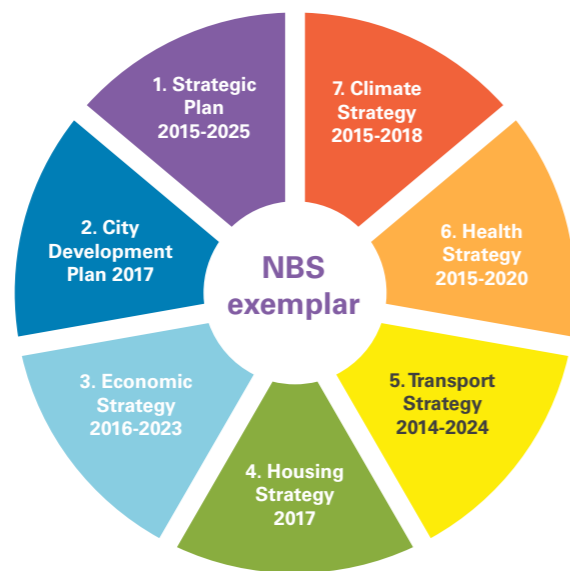 1. Strategic
Plan
2015-2025
7. Climate
Strategy
2015-2018
2. City
Development
Plan 2017
6. Health
Strategy
2015-2020
NBS
exemplar
3. Economic
Strategy
2016-2023
5. Transport
Strategy
2014-2024
4. Housing
Strategy
2017